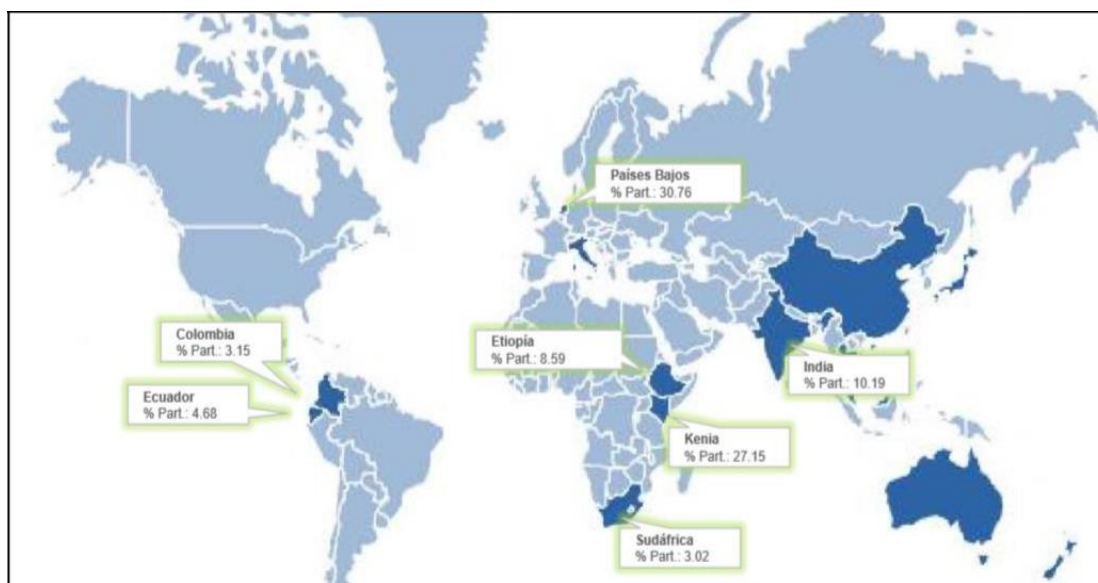 Países Bajos
% Part.: 30.76
Colombia
% Part.: 3.15
Etiopía
% Part.: 8.59
India
% Part.: 10.19
Ecuador
% Part.: 4.68
Kenia
% Part.: 27.15
Sudáfrica
% Part.: 3.02